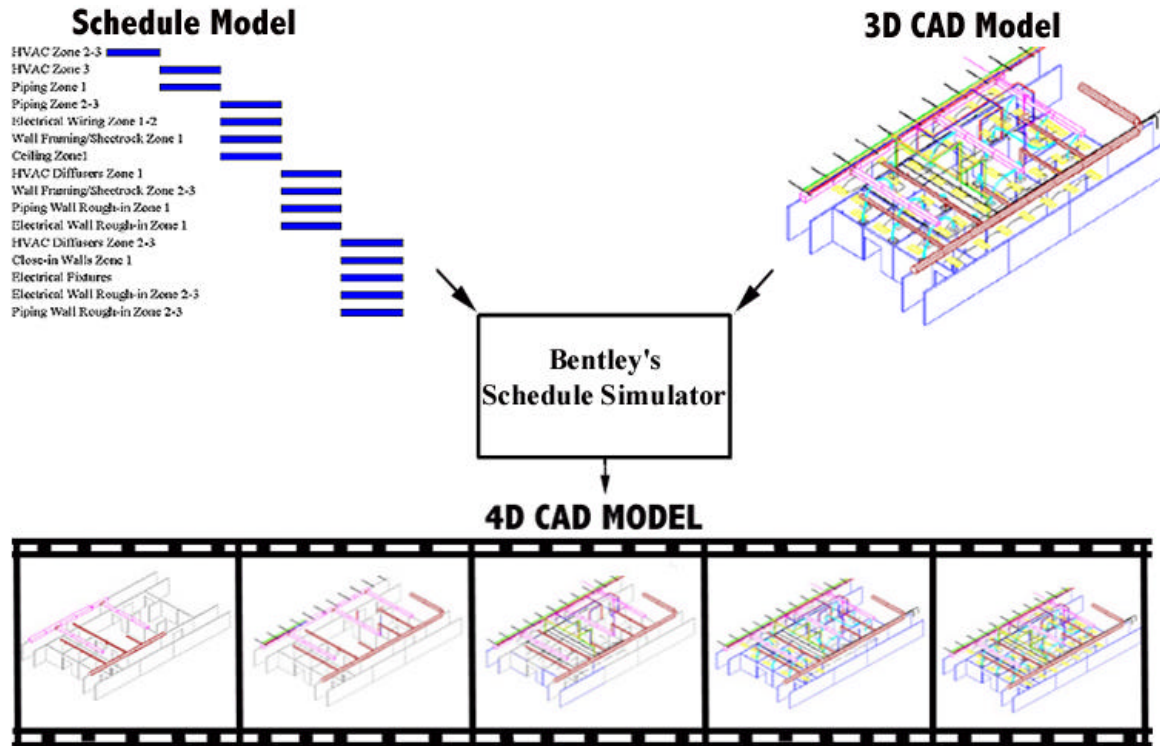 Schedule Model
HVAC Zone 2-3
HVAC Zone 3
Piping Zone 1
Piping Zone 2-3
Electrical Wiring Zone 1-2
Wall Framing/Sheetrock Zone 1
Ceiling Zone1
HVAC Diffusers Zone 1
Wall Framing/Sheetrock Zone 2-3
Piping Wall Rough-in Zone 1
Electrical Wall Rough-in Zone 1
HVAC Diffusers Zone 2-3
Close-in Walls Zone 1
Electrical Fixtures
Electrical Wall Rough-in Zone 2-3
Piping Wall Rough-in Zone 2-3
3D CAD Model
Bentley's
Schedule Simulator
4D CAD MODEL